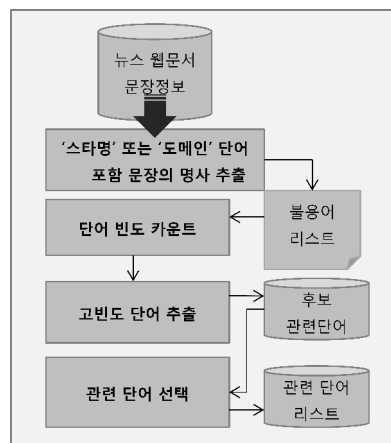 뉴스 웹문서
문장정보
‘스타명’ 또는 ‘도메인’ 단어
포함 문장의 명사 추출
불용어
리스트
단어 빈도 카운트
고빈도 단어 추출
후보
관련단어
관련 단어 선택
관련 단어
리스트